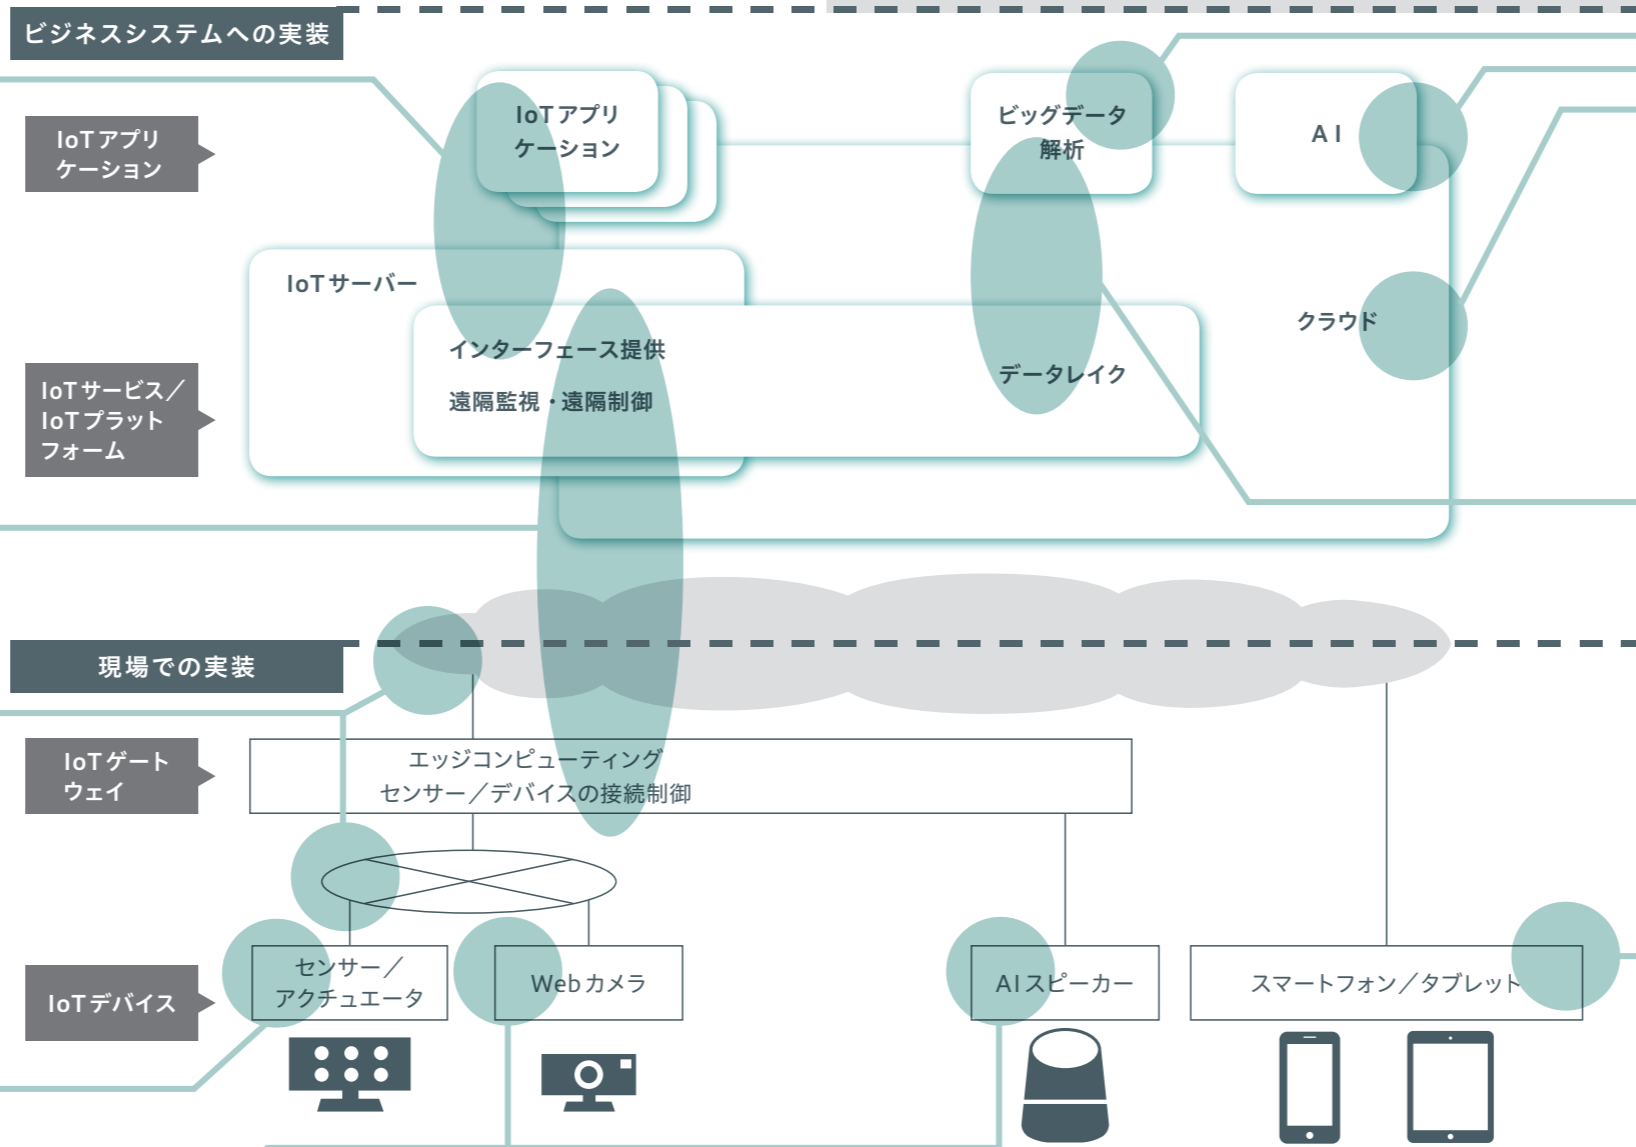 ビジネスシステムへの実装
IoTアプリ
ケーション
IoTアプリ
ケーション
ビッグデータ
解析
AI
IoTサーバー
クラウド
インターフェース提供
遠隔監視・遠隔制御
データレイク
IoTサービス／
IoTプラット
フォーム
現場での実装
IoTゲート
ウェイ
エッジコンピューティング
センサー／デバイスの接続制御
IoTデバイス
センサー／
アクチュエータ
Webカメラ
AIスピーカー
スマートフォン／タブレット